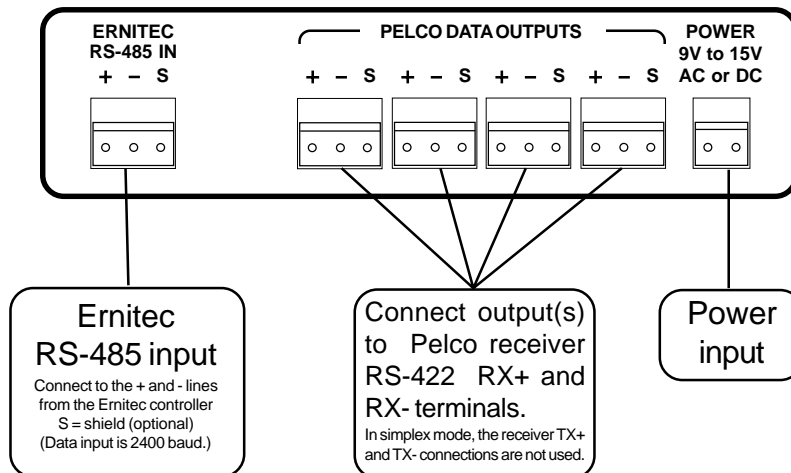 ERNITEC
RS-485 IN
+ − S
PELCO DATA OUTPUTS
+ − S + − S + − S + − S
POWER
9V to 15V
AC or DC
Ernitec
RS-485 input
Connect to the + and - lines
from the Ernitec controller
S = shield (optional)
(Data input is 2400 baud.)
Connect output(s)
to Pelco receiver
RS-422 RX+ and
RX- terminals.
In simplex mode, the receiver TX+
and TX- connections are not used.
Power
input